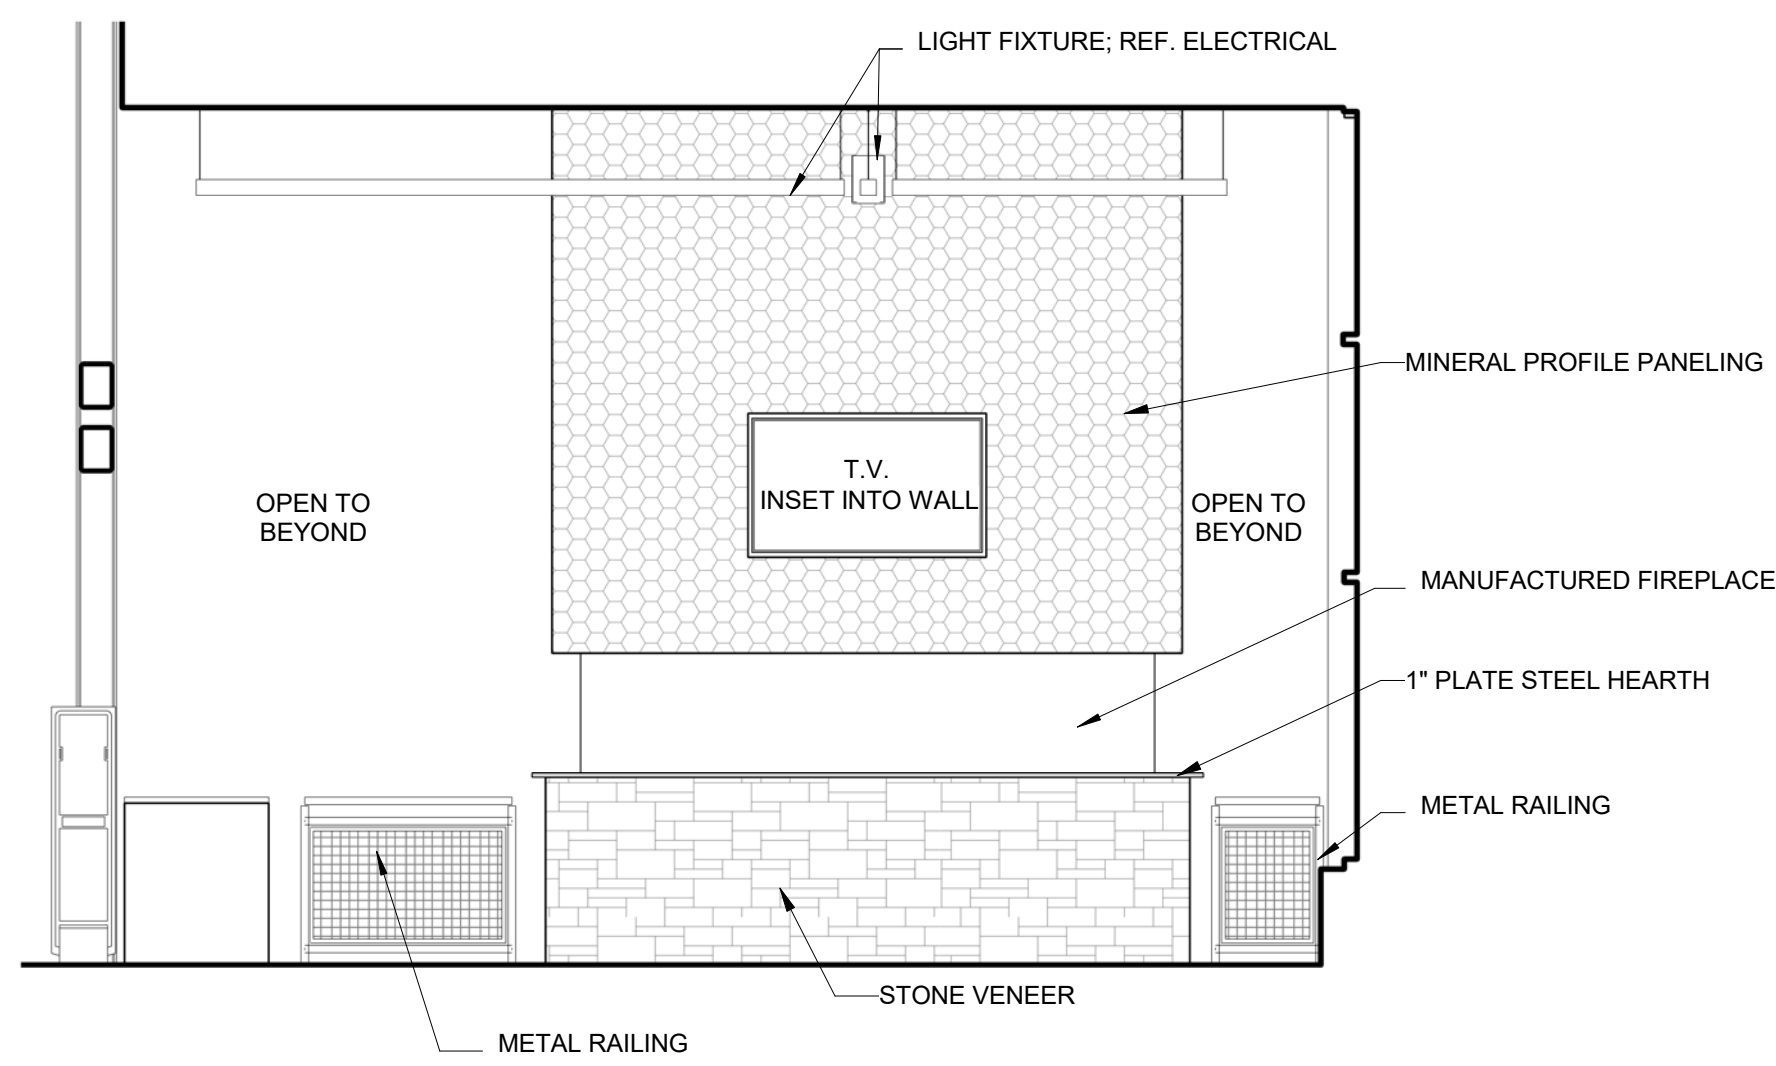 LIGHT FIXTURE; REF. ELECTRICAL
MINERAL PROFILE PANELING
T.V.
INSET INTO WALL
OPEN TO
BEYOND
OPEN TO
BEYOND
MANUFACTURED FIREPLACE
1" PLATE STEEL HEARTH
METAL RAILING
STONE VENEER
METAL RAILING